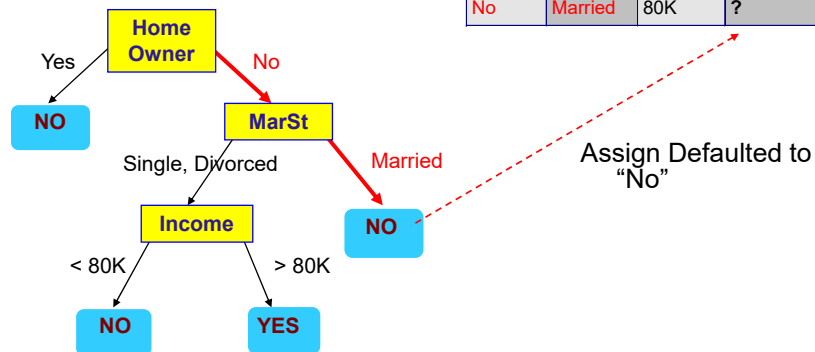 No Married 80K ?
Home
Owner
Yes
No
NO
MarSt
Single, Divorced
Married
Assign Defaulted to
“No”
Income
NO
< 80K
> 80K
NO
YES